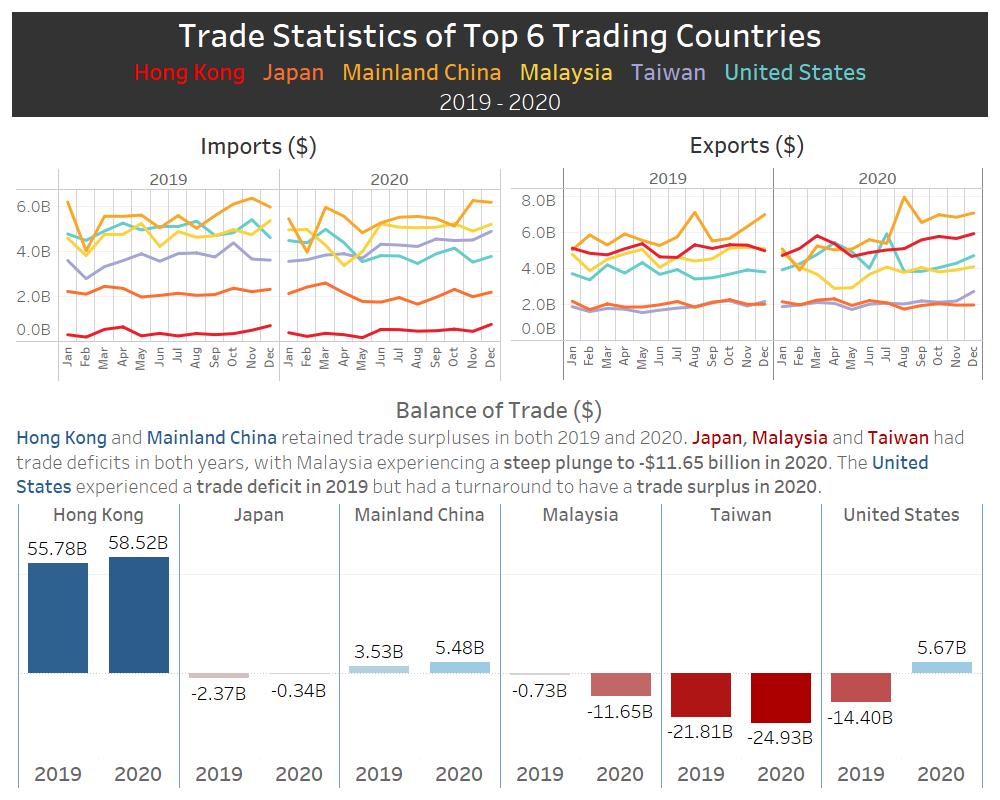 Trade Statistics of Top 6 Trading Countries
Hong Kong Japan Mainland China Malaysia Taiwan United States
2019 - 2020
Imports ($)
2019 2020
6.0B
4.0B
2.0B
0.0B
Jan Feb Mar Apr May Jun Jul Aug Sep Oct Nov Dec Jan Feb Mar Apr May Jun Jul Aug Sep Oct Nov Dec
Exports ($)
2019 2020
8.0B
6.0B
4.0B
2.0B
0.0B
Jan Feb Mar Apr May Jun Jul Aug Sep Oct Nov Dec Jan Feb Mar Apr May Jun Jul Aug Sep Oct Nov Dec
Balance of Trade ($)
Hong Kong and Mainland China retained trade surpluses in both 2019 and 2020. Japan, Malaysia and Taiwan had
trade deficits in both years, with Malaysia experiencing a steep plunge to -$11.65 billion in 2020. The United
States experienced a trade deficit in 2019 but had a turnaround to have a trade surplus in 2020.
Hong Kong Japan Mainland China Malaysia Taiwan United States
55.78B 58.52B
-2.37B -0.34B
3.53B 5.48B
-0.73B -11.65B
-21.81B -24.93B
-14.40B 5.67B
2019 2020 2019 2020 2019 2020 2019 2020 2019 2020 2019 2020